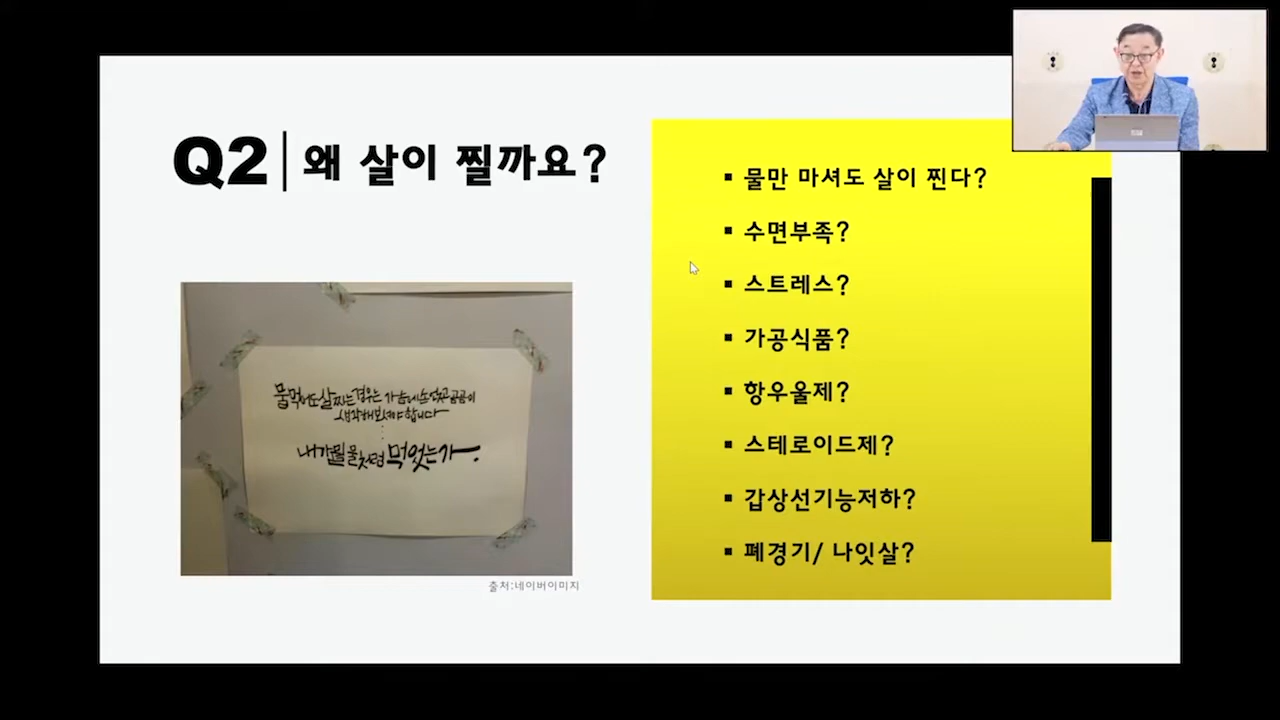 Q2 왜 살이 찔까요?
물먹어도 살찌는 경우는 가슴에 손 얹고 곰곰이
생각해보셔야 합니다
내가 밀물처럼 먹었는가!
출처:네이버이미지
▪ 물만 마셔도 살이 찐다?
▪ 수면부족?
▪ 스트레스?
▪ 가공식품?
▪ 항우울제?
▪ 스테로이드제?
▪ 갑상선기능저하?
▪ 폐경기/ 나잇살?